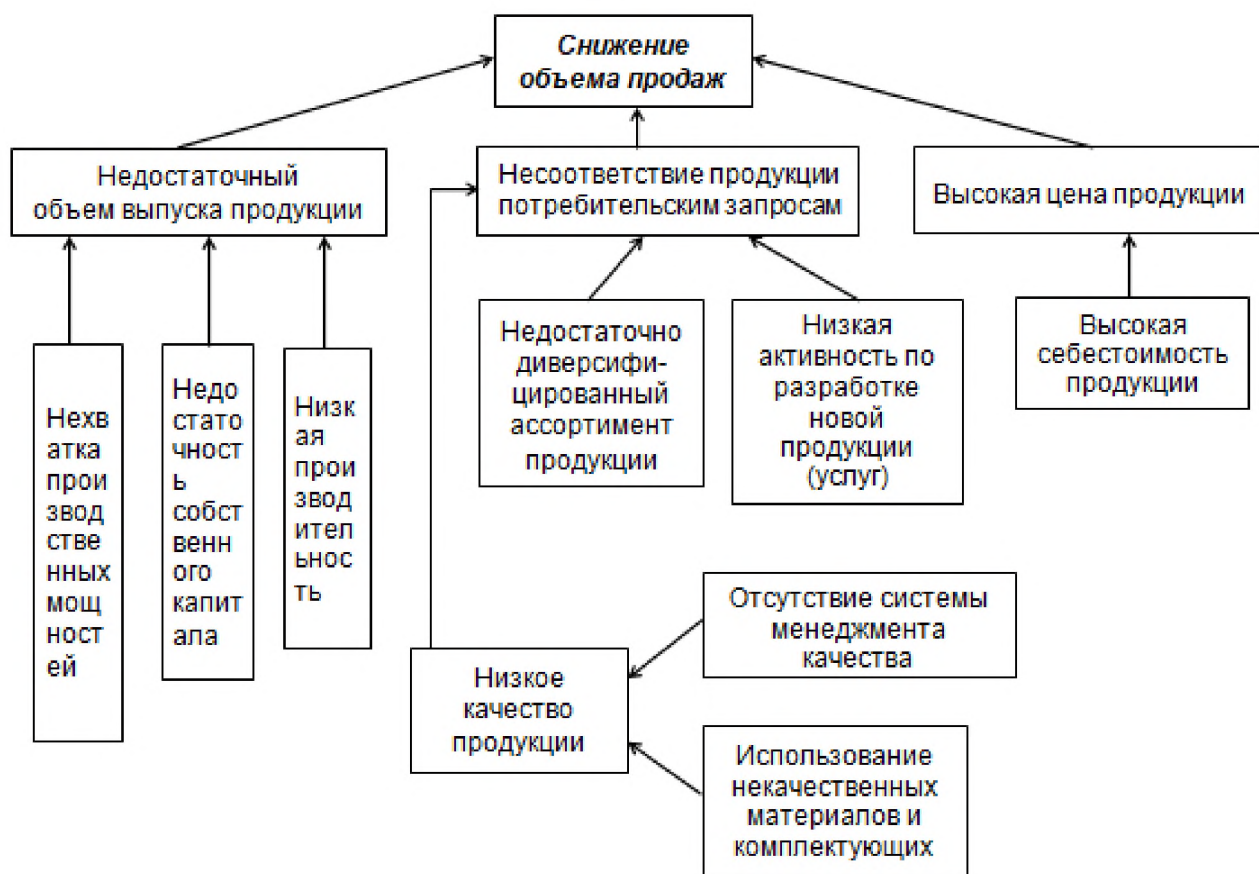 Снижение
объема продаж
Недостаточный
объем выпуска продукции
Несоответствие продукции
потребительским запросам
Высокая цена продукции
Нехв
атка
прои
звод
стве
нных
мощ
ност
ей
Недо
стато
чност
ь
собст
венн
ого
капит
ала
Низк
ая
прои
звод
ител
ьнос
ть
Недостаточно
диверсифи-
цированный
ассортимент
продукции
Низкая
активность по
разработке
новой
продукции
(услуг)
Высокая
себестоимость
продукции
Низкое
качество
продукции
Отсутствие системы
менеджмента
качества
Использование
некачественных
материалов и
комплектующих